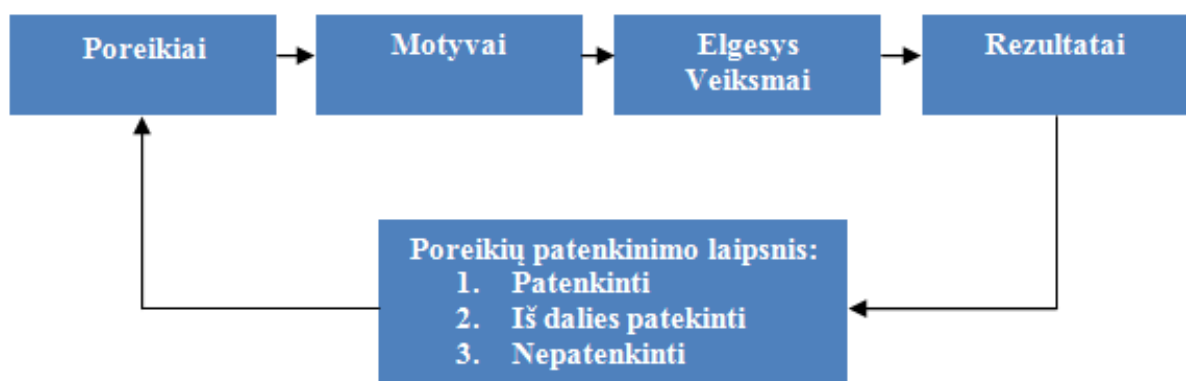 Poreikiai
Motyvai
Elgesys
Veiksmai
Rezultatai
Poreikių patenkinimo laipsnis:
1. Patenkinti
2. Iš dalies patekinti
3. Nepatenkinti